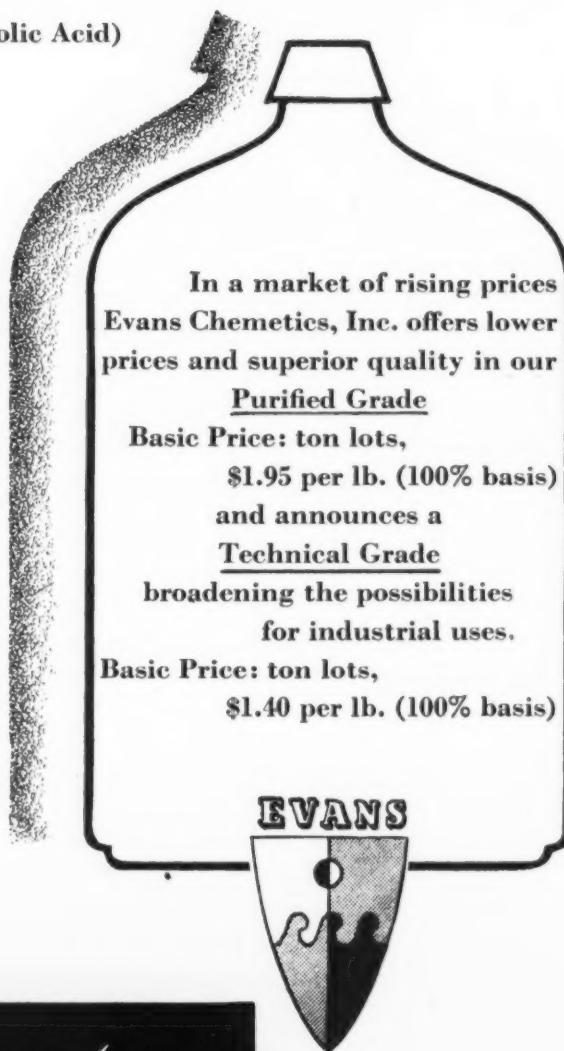 olic Acid)
In a market of rising prices
Evans Chemetics, Inc. offers lower
prices and superior quality in our
Purified Grade
Basic Price: ton lots,
$1.95 per lb. (100% basis)
and announces a
Technical Grade
broadening the possibilities
for industrial uses.
Basic Price: ton lots,
$1.40 per lb. (100% basis)
EVANS